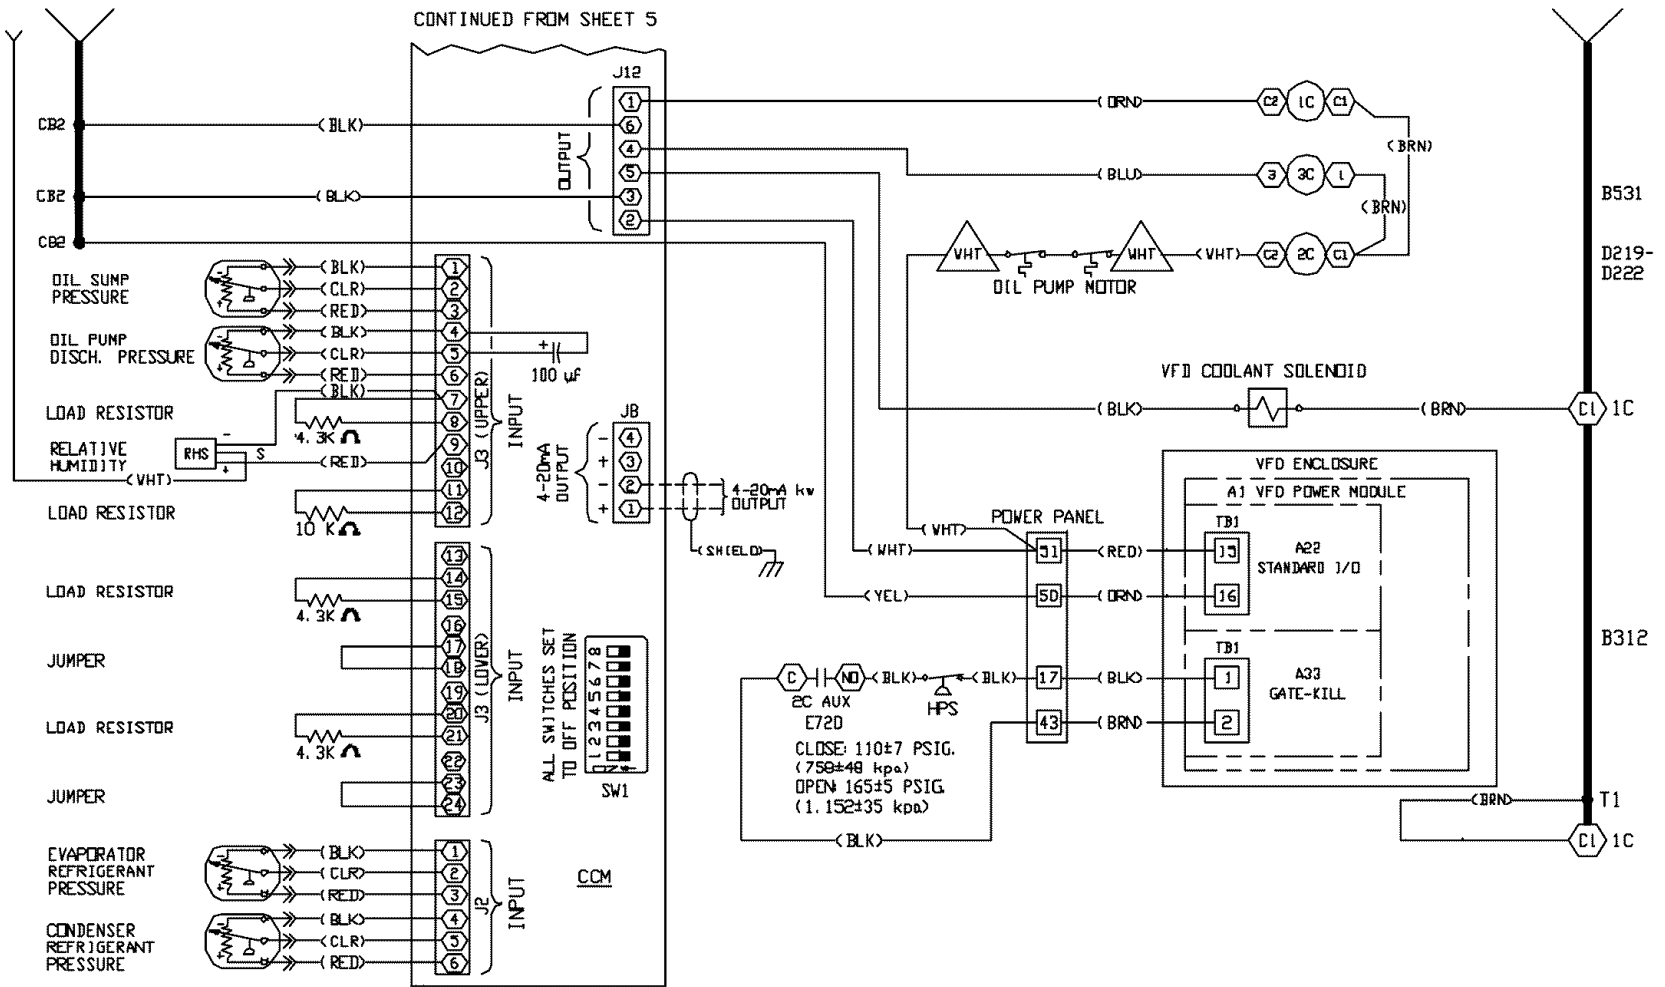 CONTINUED FROM SHEET 5
J12
OUTPUT
1
6
4
5
3
2
CB2
(BLK)
CB2
(BLK)
CB2
(ORN)
C2 1C C1
(BRN)
(BLU)
3 3C 1
(BRN)
WHT
WHT
(WHT)
C2 2C C1
OIL PUMP MOTOR
B531
D219-
D222
OIL SUMP
PRESSURE
- +
(BLK) 1
(CLR) 2
(RED) 3
OIL PUMP
DISCH. PRESSURE
- +
(BLK) 4
(CLR) 5
(RED) 6
+
100 µF
(BLK) 7
LOAD RESISTOR
4.3K Ω
8
RELATIVE
HUMIDITY
RHS
-
S
+
(RED) 9
(WHT)
10
11
LOAD RESISTOR
10 KΩ
12
J3 (UPPER)
INPUT
J8
4-20mA
OUTPUT
- 4
+ 3
- 2
+ 1
4-20mA kw
OUTPUT
(SHIELD)
VFD COOLANT SOLENOID
(BLK)
(BRN)
C1 1C
13
14
LOAD RESISTOR
4.3K Ω
15
16
JUMPER
17
18
19
20
LOAD RESISTOR
4.3K Ω
21
22
JUMPER
23
24
J3 (LOWER)
INPUT
ALL SWITCHES SET
TO OFF POSITION
1 2 3 4 5 6 7 8
SW1
(WHT)
POWER PANEL
(WHT) 51 (RED)
(YEL) 50 (ORN)
VFD ENCLOSURE
A1 VFD POWER MODULE
TB1
15
16
A22
STANDARD I/O
TB1
1
2
A33
GATE-KILL
C
NO
(BLK)
HPS
(BLK) 17 (BLK)
43 (BRN)
2C AUX
E72D
CLOSE: 110±7 PSIG.
(758±48 kpa)
OPEN: 165±5 PSIG.
(1.152±35 kpa)
(BLK)
B312
(BRN)
T1
C1 1C
EVAPORATOR
REFRIGERANT
PRESSURE
- +
(BLK) 1
(CLR) 2
(RED) 3
CONDENSER
REFRIGERANT
PRESSURE
- +
(BLK) 4
(CLR) 5
(RED) 6
J2
INPUT
CCM